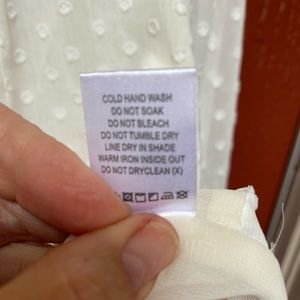 COLD HAND WASH
DO NOT SOAK
DO NOT BLEACH
DO NOT TUMBLE DRY
LINE DRY IN SHADE
WARM IRON INSIDE OUT
DO NOT DRYCLEAN (X)